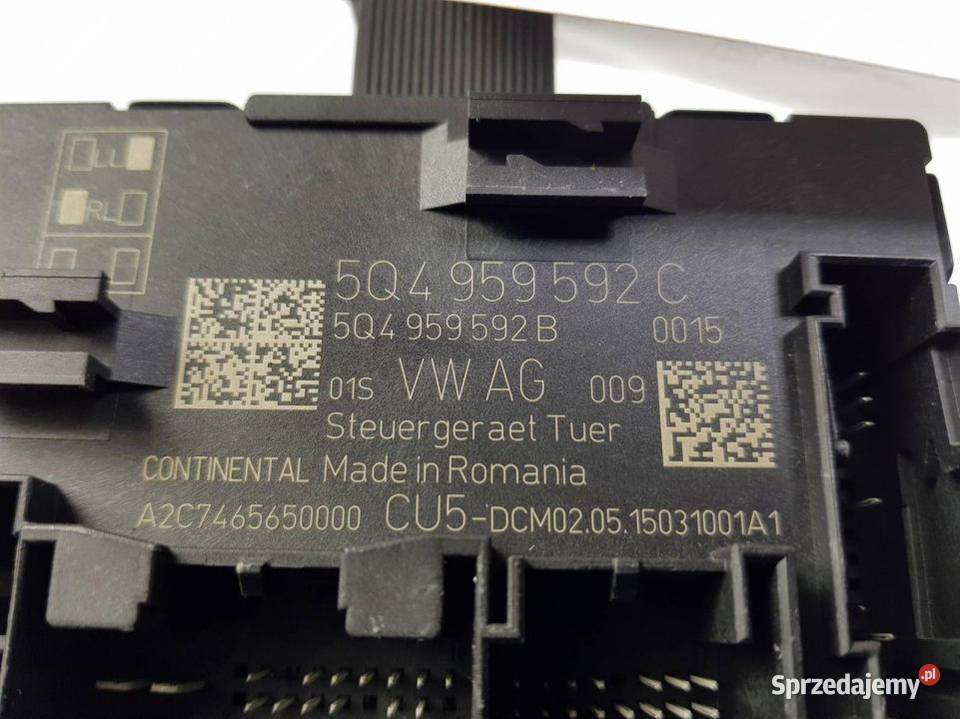 RL
5Q4 959 592 C
5Q4 959 592 B 0015
01S VW AG 009
Steuergeraet Tuer
CONTINENTAL Made in Romania
A2C7465650000 CU5-DCM02.05.15031001A1
Sprzedajemy.pl